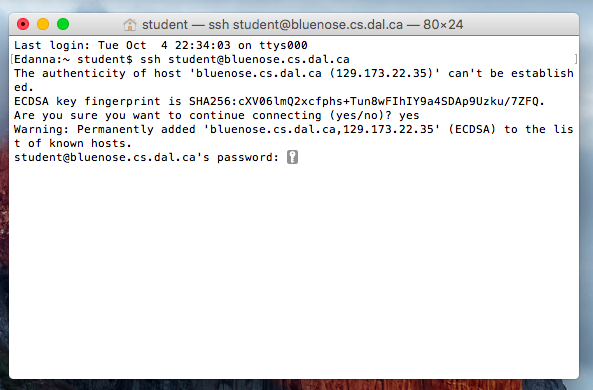 student — ssh student@bluenose.cs.dal.ca — 80×24
Last login: Tue Oct  4 22:34:03 on ttys000
[Edanna:~ student$ ssh student@bluenose.cs.dal.ca ]
The authenticity of host 'bluenose.cs.dal.ca (129.173.22.35)' can't be establish
ed.
ECDSA key fingerprint is SHA256:cXV06lmQ2xcfphs+Tun8wFIhIY9a4SDAp9Uzku/7ZFQ.
Are you sure you want to continue connecting (yes/no)? yes
Warning: Permanently added 'bluenose.cs.dal.ca,129.173.22.35' (ECDSA) to the lis
t of known hosts.
student@bluenose.cs.dal.ca's password: